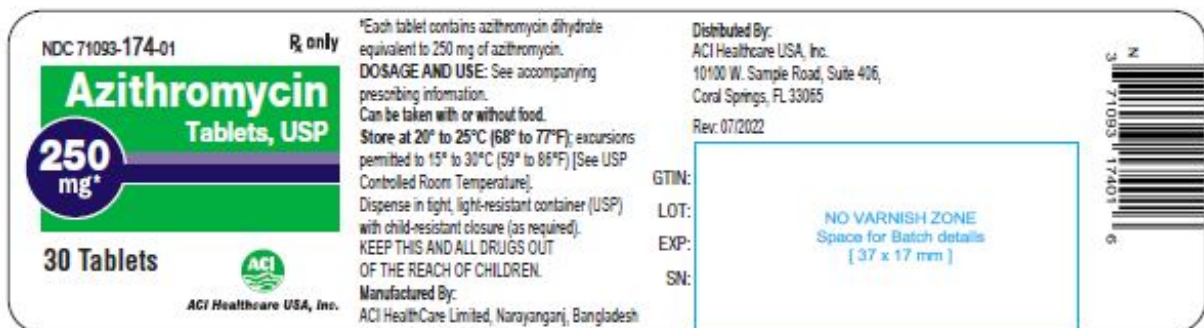 NDC 71093-174-01
℞ only
Azithromycin
Tablets, USP
250
mg*
30 Tablets
ACI
ACI Healthcare USA, Inc.
*Each tablet contains azithromycin dihydrate
equivalent to 250 mg of azithromycin.
DOSAGE AND USE: See accompanying
prescribing information.
Can be taken with or without food.
Store at 20° to 25°C (68° to 77°F); excursions
permitted to 15° to 30°C (59° to 86°F) [See USP
Controlled Room Temperature].
Dispense in tight, light-resistant container (USP)
with child-resistant closure (as required).
KEEP THIS AND ALL DRUGS OUT
OF THE REACH OF CHILDREN.
Manufactured By:
ACI HealthCare Limited, Narayanganj, Bangladesh
Distributed By:
ACI Healthcare USA, Inc.
10100 W. Sample Road, Suite 406,
Coral Springs, FL 33065
Rev: 07/2022
GTIN:
LOT:
EXP:
SN:
NO VARNISH ZONE
Space for Batch details
[ 37 x 17 mm ]
N
3 71093 17401 6